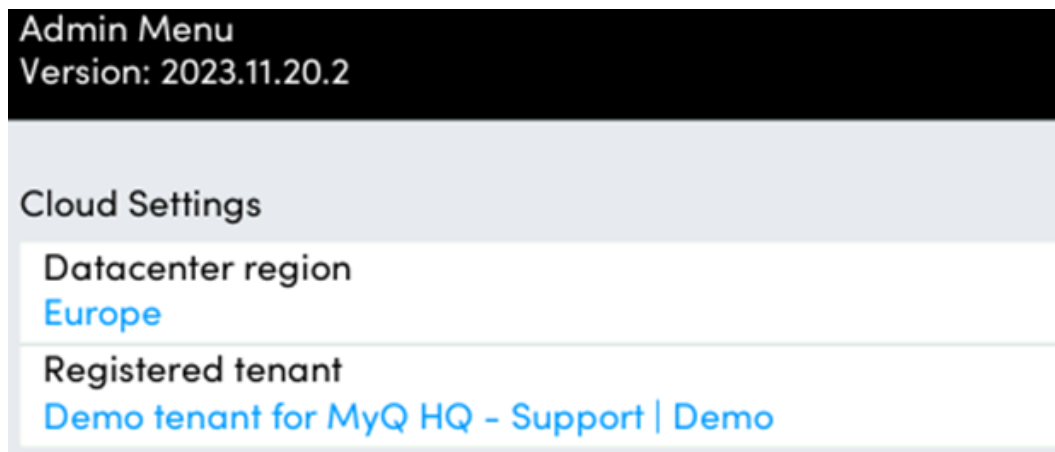 Admin Menu
Version: 2023.11.20.2
Cloud Settings
Datacenter region
Europe
Registered tenant
Demo tenant for MyQ HQ - Support | Demo